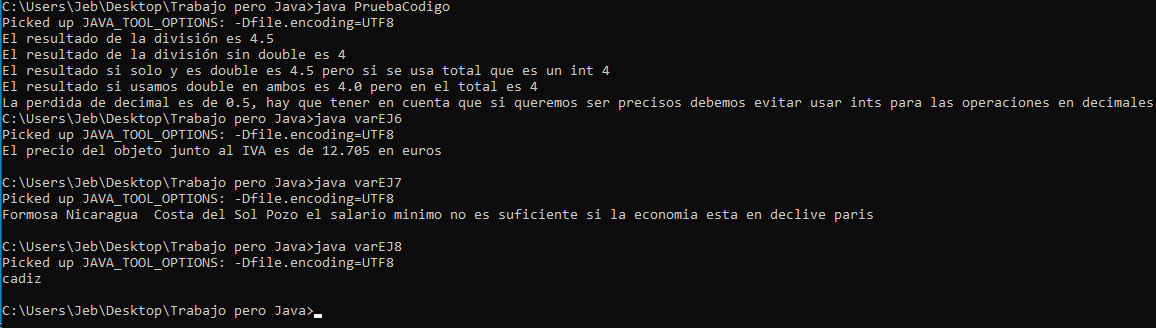 C:\Users\Jeb\Desktop\Trabajo pero Java>java PruebaCodigo
Picked up JAVA_TOOL_OPTIONS: -Dfile.encoding=UTF8
El resultado de la división es 4.5
El resultado de la división sin double es 4
El resultado si solo y es double es 4.5 pero si se usa total que es un int 4
El resultado si usamos double en ambos es 4.0 pero en el total es 4
La perdida de decimal es de 0.5, hay que tener en cuenta que si queremos ser precisos debemos evitar usar ints para las operaciones en decimales
C:\Users\Jeb\Desktop\Trabajo pero Java>java varEJ6
Picked up JAVA_TOOL_OPTIONS: -Dfile.encoding=UTF8
El precio del objeto junto al IVA es de 12.705 en euros
C:\Users\Jeb\Desktop\Trabajo pero Java>java varEJ7
Picked up JAVA_TOOL_OPTIONS: -Dfile.encoding=UTF8
Formosa Nicaragua  Costa del Sol Pozo el salario minimo no es suficiente si la economia esta en declive paris
C:\Users\Jeb\Desktop\Trabajo pero Java>java varEJ8
Picked up JAVA_TOOL_OPTIONS: -Dfile.encoding=UTF8
cadiz
C:\Users\Jeb\Desktop\Trabajo pero Java>